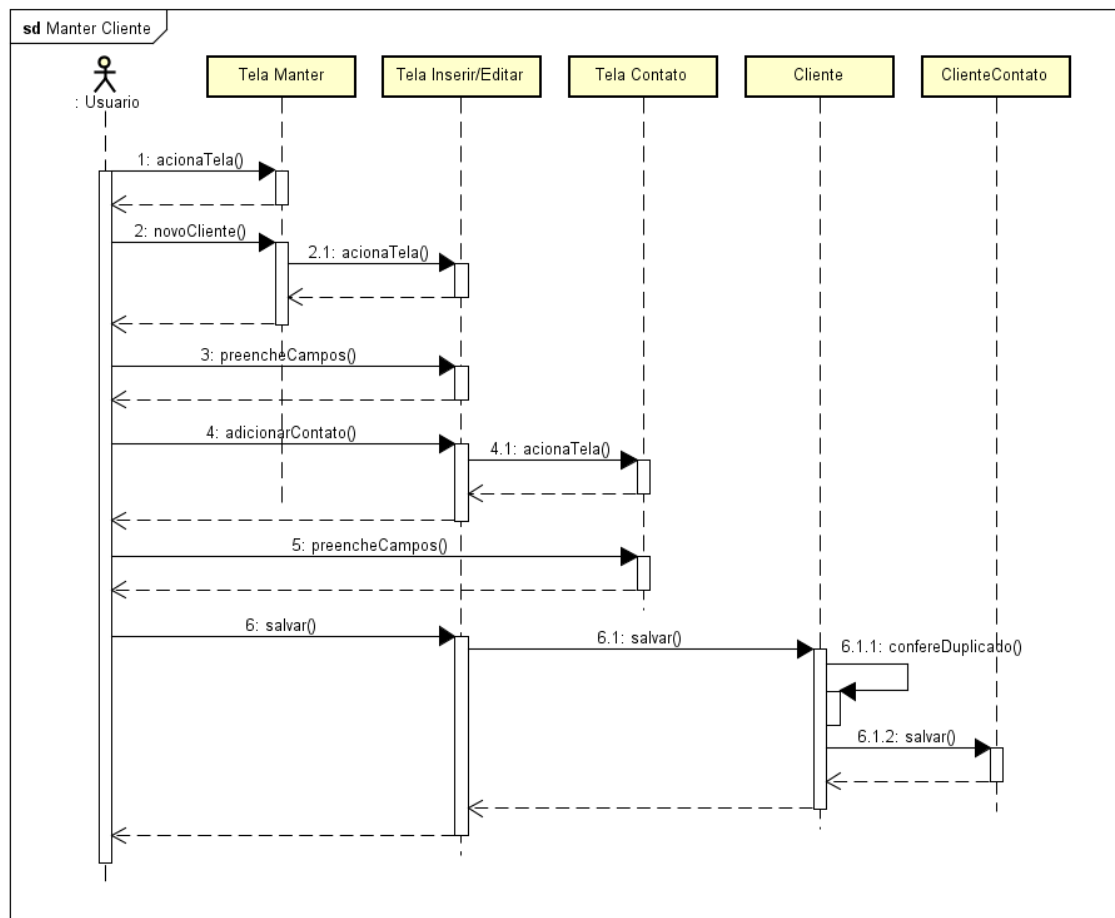 sd Manter Cliente
: Usuario
Tela Manter
Tela Inserir/Editar
Tela Contato
Cliente
ClienteContato
1: acionaTela()
2: novoCliente()
2.1: acionaTela()
3: preencheCampos()
4: adicionarContato()
4.1: acionaTela()
5: preencheCampos()
6: salvar()
6.1: salvar()
6.1.1: confereDuplicado()
6.1.2: salvar()